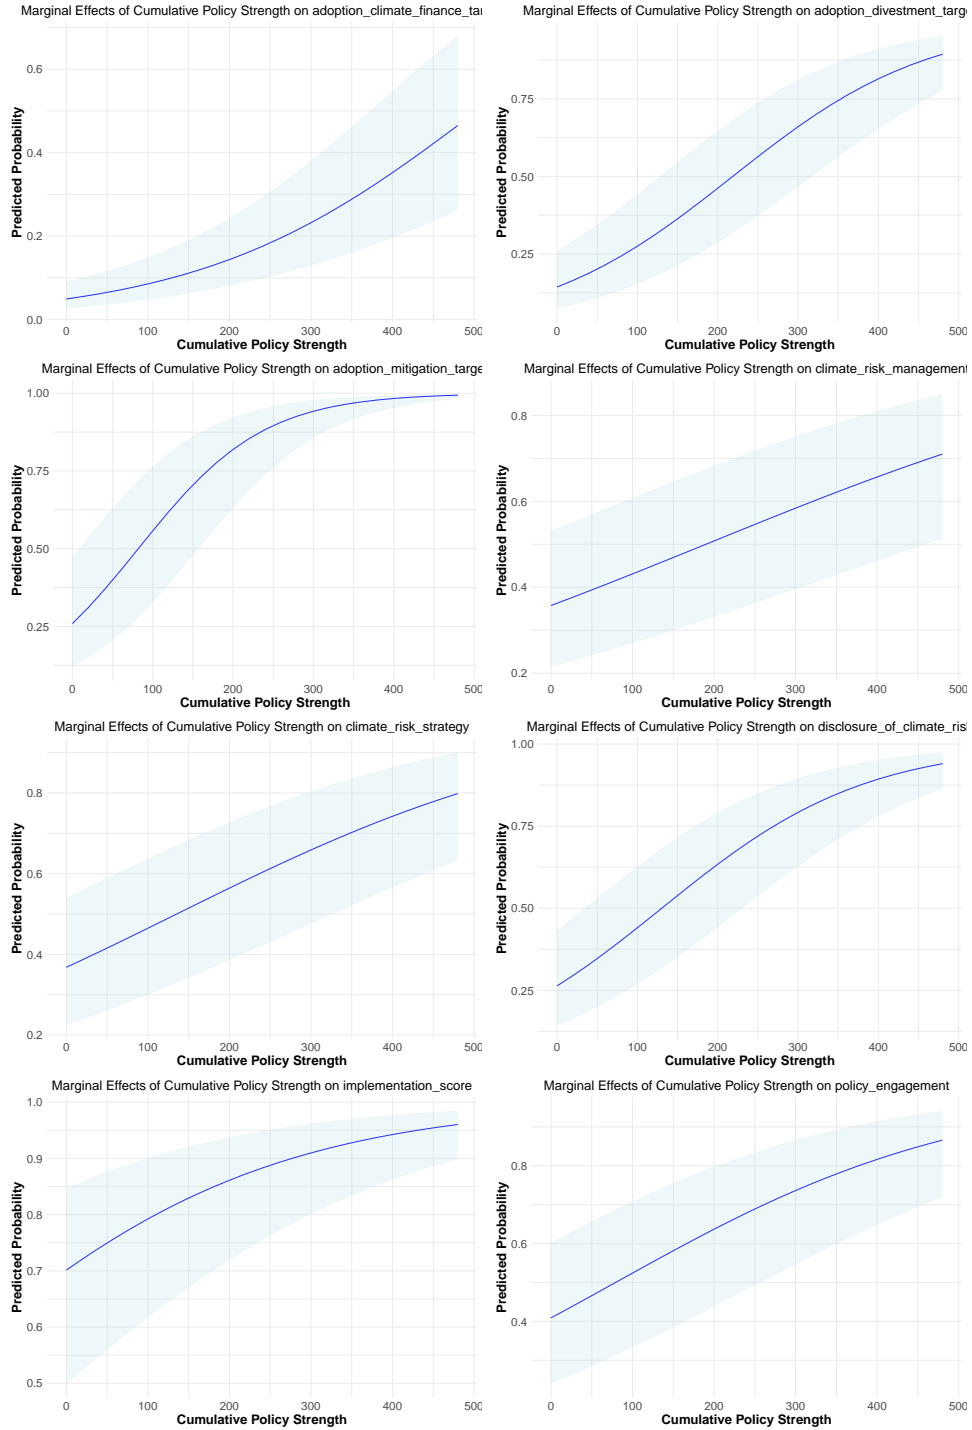 Marginal Effects of Cumulative Policy Strength on adoption_climate_finance_tar
0.6
0.4
0.2
0.0
Predicted Probability
0 100 200 300 400 500
Cumulative Policy Strength
Marginal Effects of Cumulative Policy Strength on adoption_divestment_targe
0.75
0.50
0.25
Predicted Probability
0 100 200 300 400 500
Cumulative Policy Strength
Marginal Effects of Cumulative Policy Strength on adoption_mitigation_targe
1.00
0.75
0.50
0.25
Predicted Probability
0 100 200 300 400 500
Cumulative Policy Strength
Marginal Effects of Cumulative Policy Strength on climate_risk_management
0.8
0.6
0.4
0.2
Predicted Probability
0 100 200 300 400 500
Cumulative Policy Strength
Marginal Effects of Cumulative Policy Strength on climate_risk_strategy
0.8
0.6
0.4
0.2
Predicted Probability
0 100 200 300 400 500
Cumulative Policy Strength
Marginal Effects of Cumulative Policy Strength on disclosure_of_climate_risk
1.00
0.75
0.50
0.25
Predicted Probability
0 100 200 300 400 500
Cumulative Policy Strength
Marginal Effects of Cumulative Policy Strength on implementation_score
1.0
0.9
0.8
0.7
0.6
0.5
Predicted Probability
0 100 200 300 400 500
Cumulative Policy Strength
Marginal Effects of Cumulative Policy Strength on policy_engagement
0.8
0.6
0.4
Predicted Probability
0 100 200 300 400 500
Cumulative Policy Strength